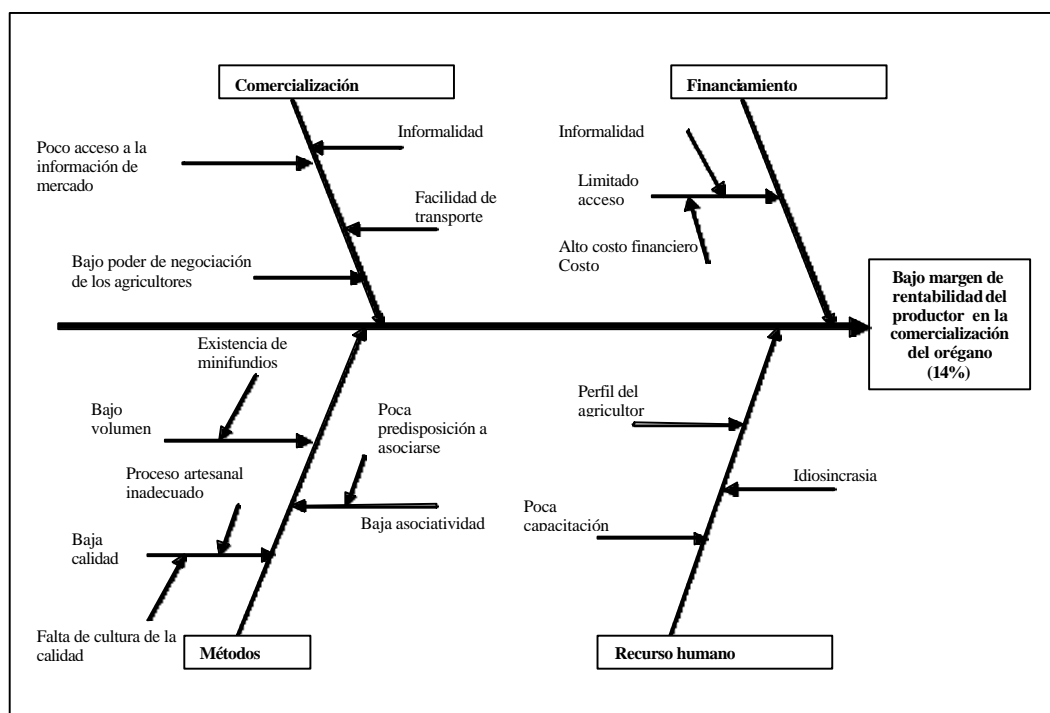 Comercialización
Financiamiento
Informalidad
Poco acceso a la
información de
mercado
Facilidad de
transporte
Bajo poder de negociación
de los agricultores
Informalidad
Limitado
acceso
Alto costo financiero
Costo
Bajo margen de
rentabilidad del
productor en la
comercialización
del orégano
(14%)
Existencia de
minifundios
Bajo
volumen
Poca
predisposición a
asociarse
Proceso artesanal
inadecuado
Baja asociatividad
Baja
calidad
Falta de cultura de la
calidad
Perfil del
agricultor
Idiosincrasia
Poca
capacitación
Métodos
Recurso humano